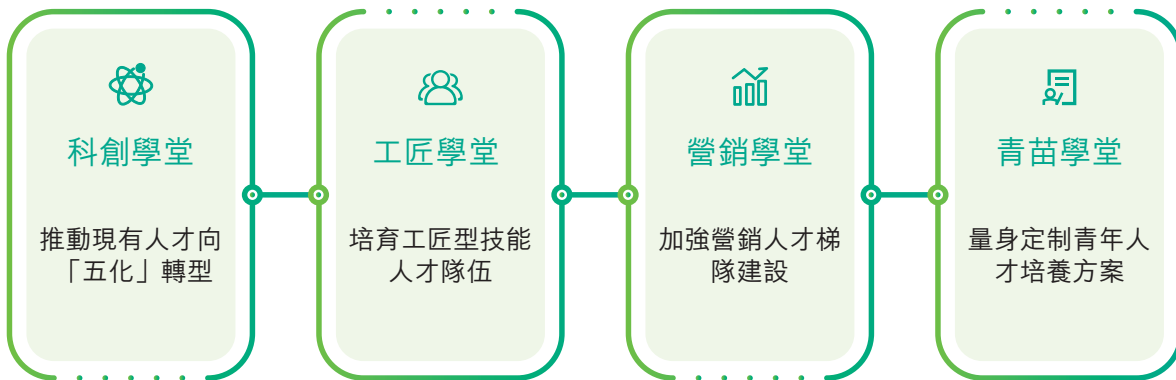 科創學堂
推動現有人才向
「五化」轉型
工匠學堂
培育工匠型技能
人才隊伍
營銷學堂
加強營銷人才梯
隊建設
青苗學堂
量身定制青年人
才培養方案